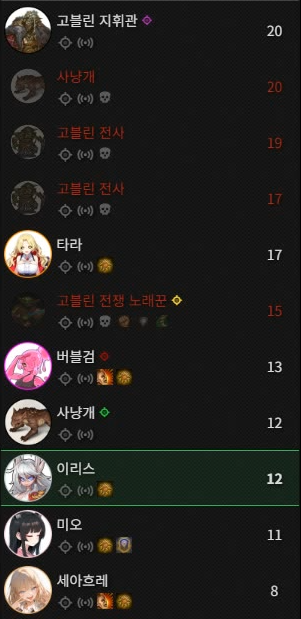 고블린 지휘관 20
사냥개 20
고블린 전사 19
고블린 전사 17
타라 17
고블린 전쟁 노래꾼 15
버블검 13
사냥개 12
이리스 12
미오 11
세아흐레 8